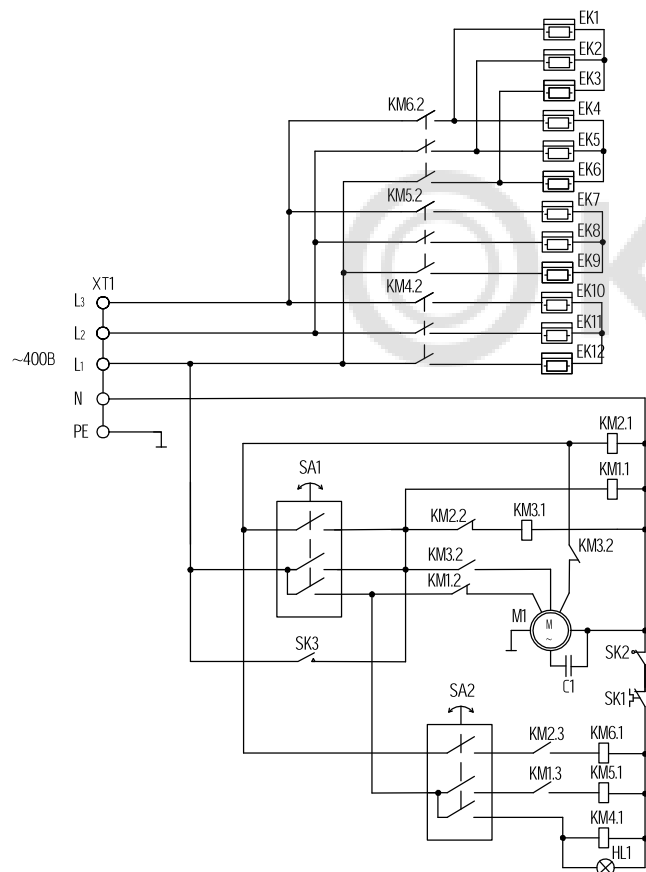 EK1
EK2
EK3
KM6.2
EK4
EK5
EK6
KM5.2
EK7
EK8
EK9
XT1
KM4.2
L3
EK10
L2
EK11
~400В
L1
EK12
N
PE
KM2.1
SA1
KM1.1
KM2.2
KM3.1
KM3.2
KM3.2
KM1.2
M1
M
~
SK3
SK2
C1
SK1
SA2
KM2.3
KM6.1
KM1.3
KM5.1
KM4.1
HL1